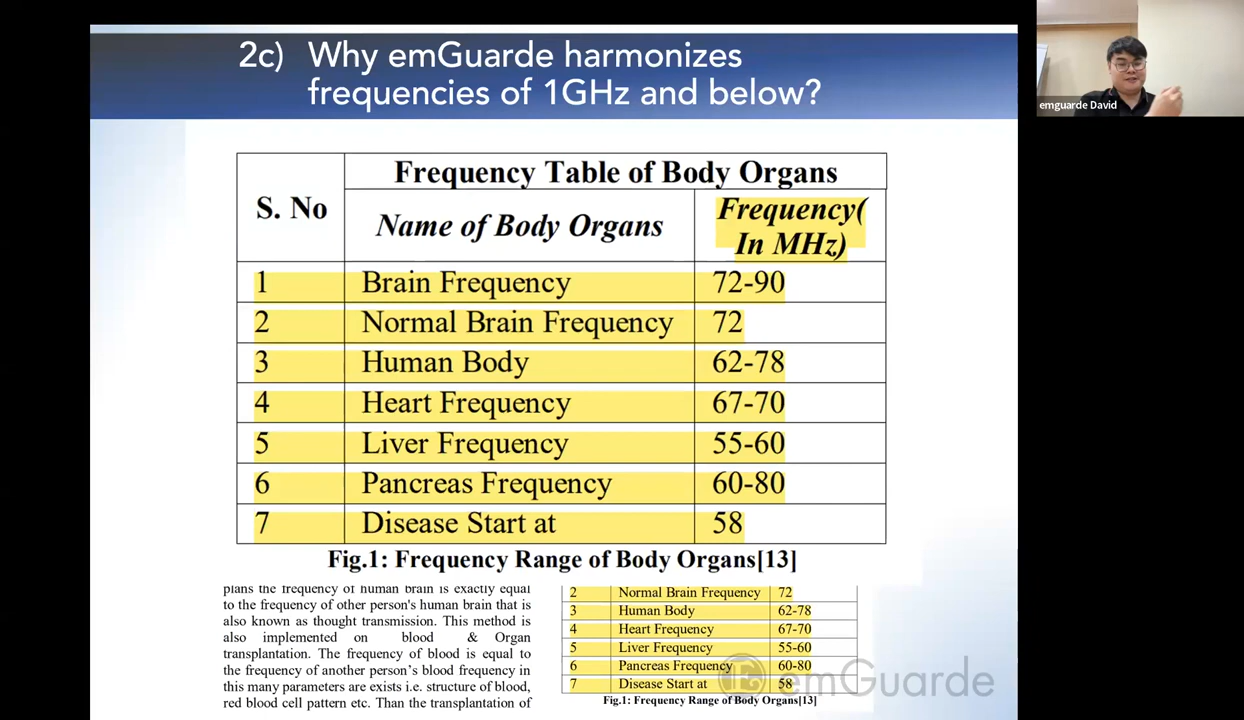 2c) Why emGuarde harmonizes
frequencies of 1GHz and below?
emguarde David
S. No
Frequency Table of Body Organs
Name of Body Organs
Frequency(
In MHz)
1 Brain Frequency 72-90
2 Normal Brain Frequency 72
3 Human Body 62-78
4 Heart Frequency 67-70
5 Liver Frequency 55-60
6 Pancreas Frequency 60-80
7 Disease Start at 58
Fig.1: Frequency Range of Body Organs[13]
plans the frequency of human brain is exactly equal
to the frequency of other person's human brain that is
also known as thought transmission. This method is
also implemented on blood & Organ
transplantation. The frequency of blood is equal to
the frequency of another person's blood frequency in
this many parameters are exists i.e. structure of blood,
red blood cell pattern etc. Than the transplantation of
2 Normal Brain Frequency 72
3 Human Body 62-78
4 Heart Frequency 67-70
5 Liver Frequency 55-60
6 Pancreas Frequency 60-80
7 Disease Start at 58
Fig.1: Frequency Range of Body Organs[13]
emGuarde